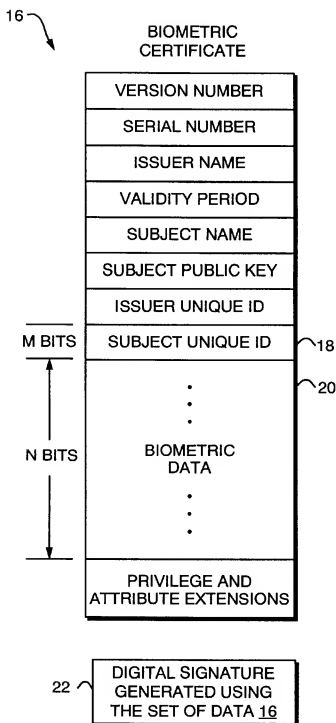 16
BIOMETRIC
CERTIFICATE
VERSION NUMBER
SERIAL NUMBER
ISSUER NAME
VALIDITY PERIOD
SUBJECT NAME
SUBJECT PUBLIC KEY
ISSUER UNIQUE ID
M BITS
SUBJECT UNIQUE ID
18
20
N BITS
BIOMETRIC
DATA
PRIVILEGE AND
ATTRIBUTE EXTENSIONS
22
DIGITAL SIGNATURE
GENERATED USING
THE SET OF DATA 16